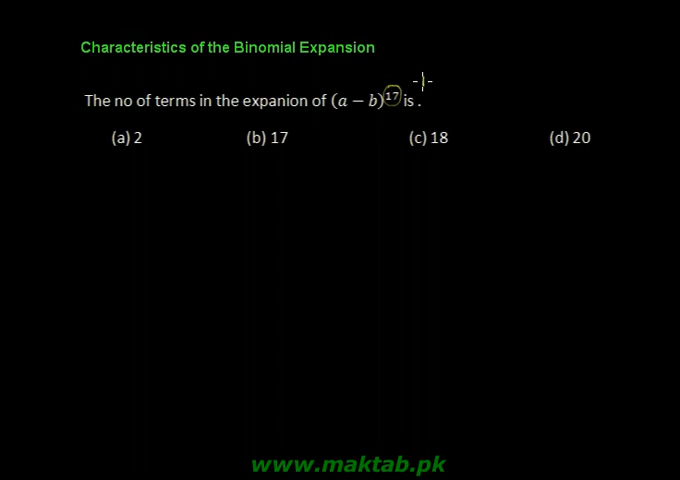 Characteristics of the Binomial Expansion
The no of terms in the expanion of (a − b)¹⁷ is .
(a) 2 (b) 17 (c) 18 (d) 20
www.maktab.pk